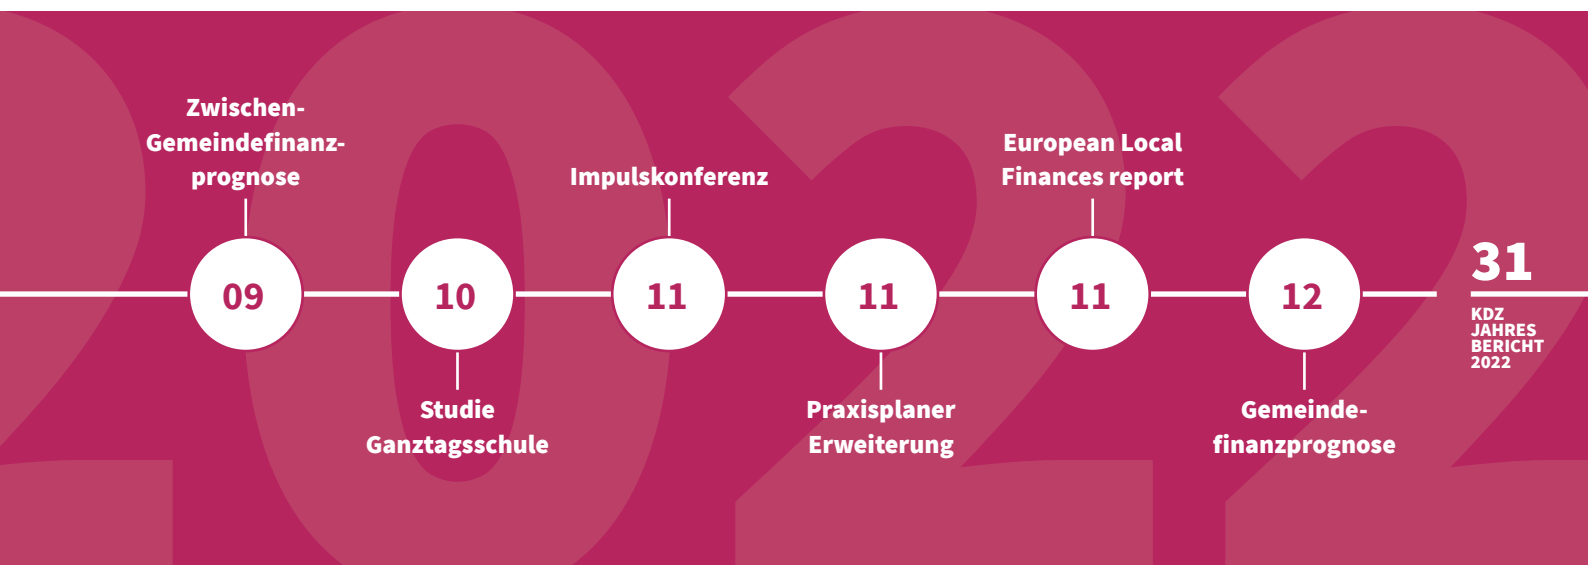 2022
Zwischen-
Gemeindefinanz-
prognose
09
10
Studie
Ganztagsschule
Impulskonferenz
11
11
Praxisplaner
Erweiterung
European Local
Finances report
11
12
Gemeinde-
finanzprognose
31
KDZ
JAHRES
BERICHT
2022